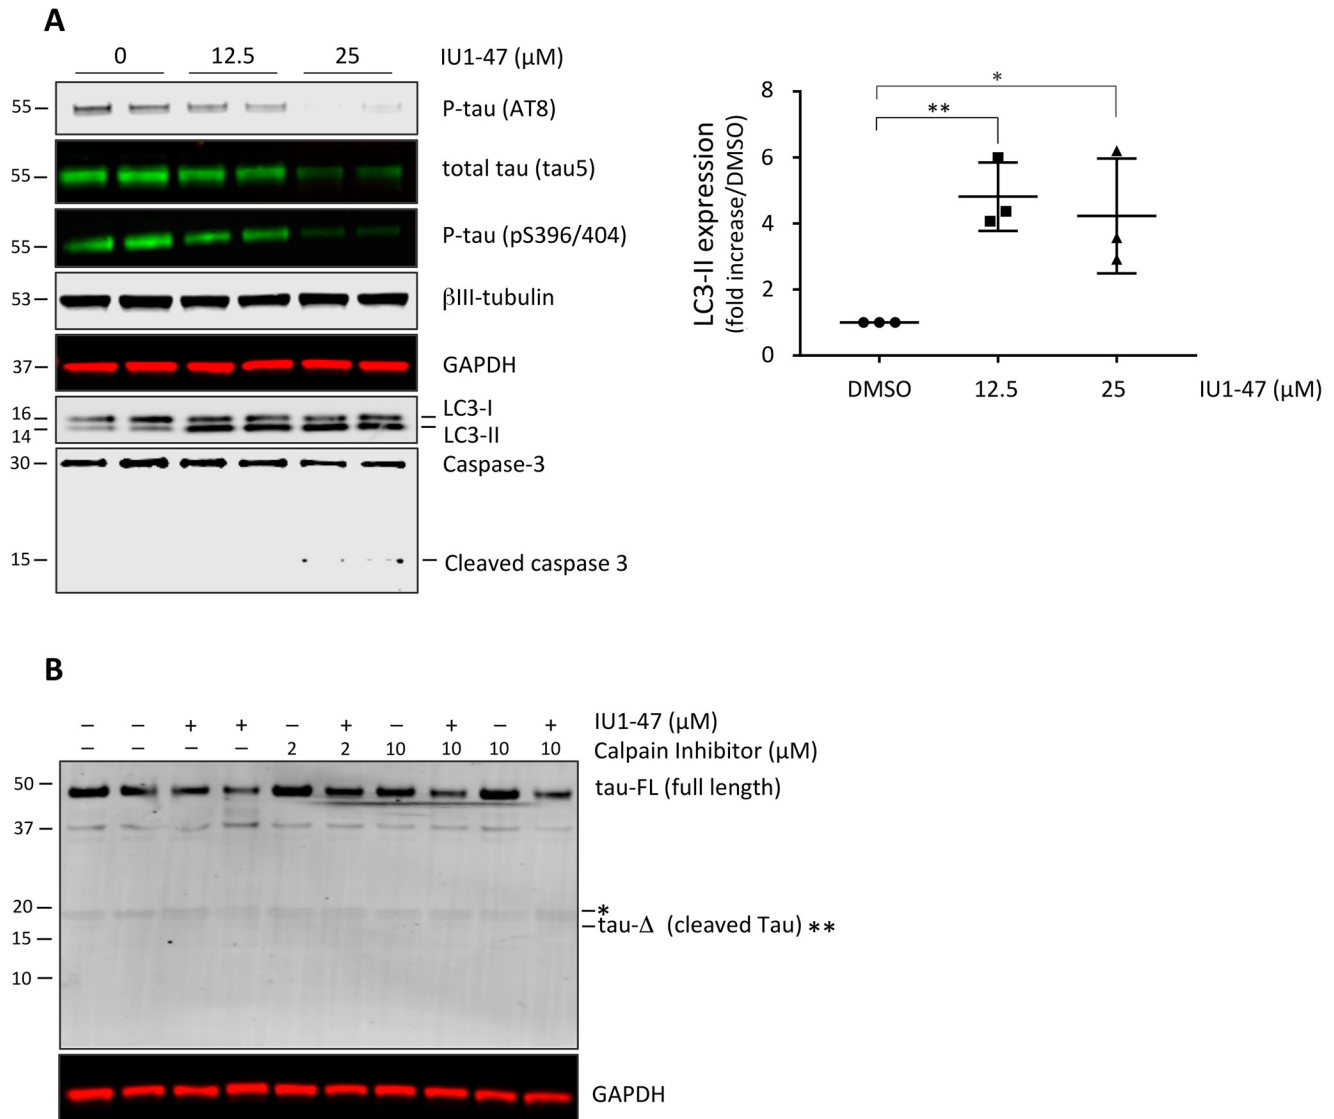 A
0 12.5 25 IU1-47 (µM)
55 P-tau (AT8)
55 total tau (tau5)
55 P-tau (pS396/404)
53 βIII-tubulin
37 GAPDH
16 LC3-I
14 LC3-II
30 Caspase-3
15 Cleaved caspase 3
LC3-II expression
(fold increase/DMSO)
8
6
4
2
0
*
**
DMSO 12.5 25 IU1-47 (µM)
B
– – + + – + – + – + IU1-47 (µM)
– – – – 2 2 10 10 10 10 Calpain Inhibitor (µM)
50 tau-FL (full length)
37
20 *
tau-Δ (cleaved Tau) **
15
10
GAPDH